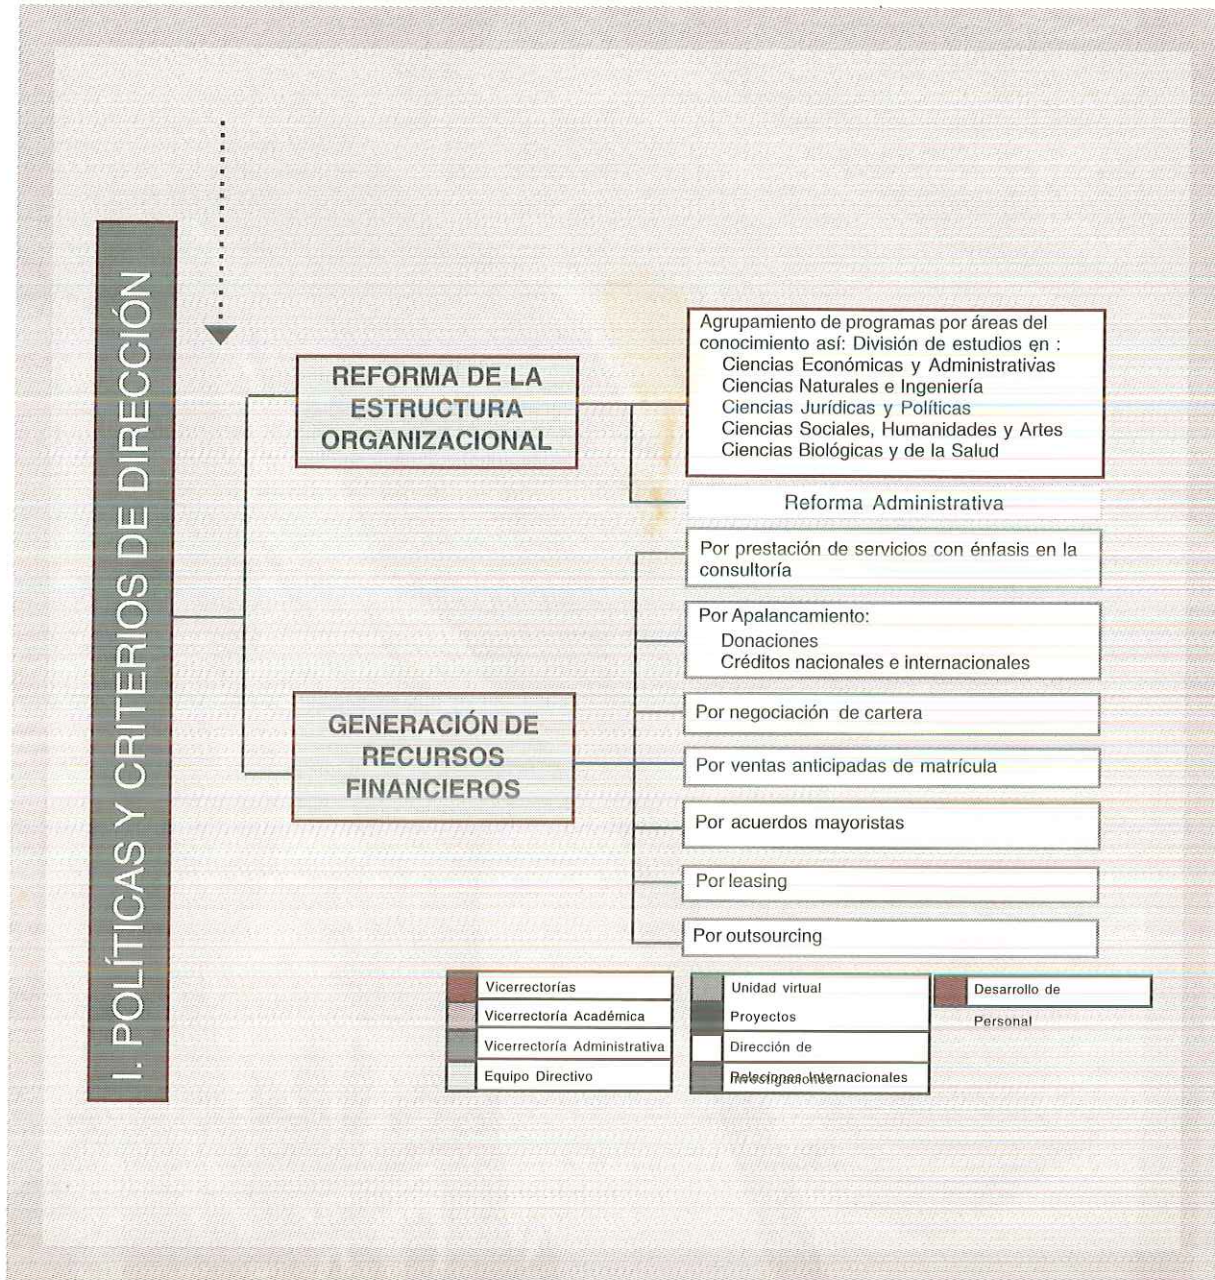 I. POLÍTICAS Y CRITERIOS DE DIRECCIÓN
REFORMA DE LA
ESTRUCTURA
ORGANIZACIONAL
Agrupamiento de programas por áreas del
conocimiento así: División de estudios en :
Ciencias Económicas y Administrativas
Ciencias Naturales e Ingeniería
Ciencias Jurídicas y Políticas
Ciencias Sociales, Humanidades y Artes
Ciencias Biológicas y de la Salud
Reforma Administrativa
GENERACIÓN DE
RECURSOS
FINANCIEROS
Por prestación de servicios con énfasis en la
consultoría
Por Apalancamiento:
Donaciones
Créditos nacionales e internacionales
Por negociación de cartera
Por ventas anticipadas de matrícula
Por acuerdos mayoristas
Por leasing
Por outsourcing
Vicerrectorías
Vicerrectoría Académica
Vicerrectoría Administrativa
Equipo Directivo
Unidad virtual
Proyectos
Dirección de
Investigaciones
Relaciones Internacionales
Desarrollo de
Personal